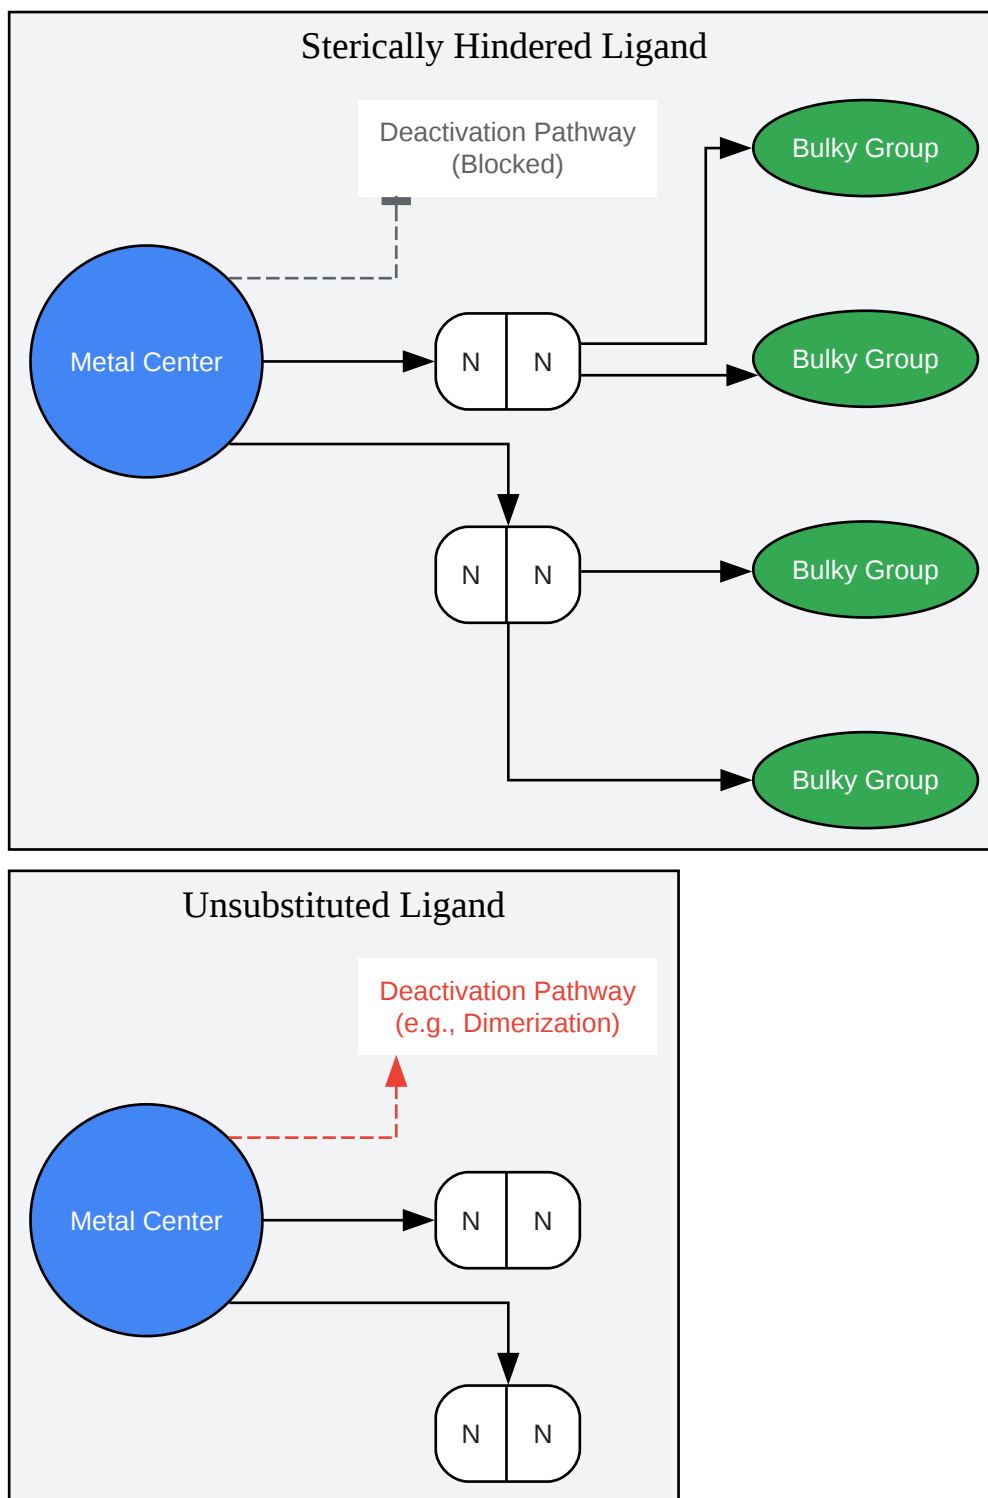 Sterically Hindered Ligand
Deactivation Pathway
(Blocked)
Bulky Group
Metal Center
N N
Bulky Group
N N
Bulky Group
Bulky Group
Unsubstituted Ligand
Deactivation Pathway
(e.g., Dimerization)
Metal Center
N N
N N